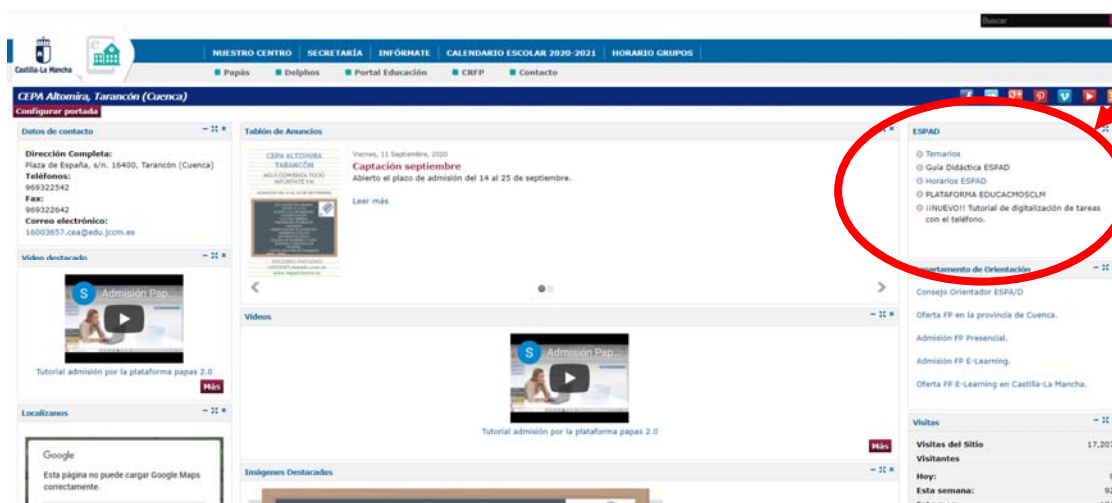 Buscar
Castilla-La Mancha
NUESTRO CENTRO
SECRETARÍA
INFÓRMATE
CALENDARIO ESCOLAR 2020-2021
HORARIO GRUPOS
Papás
Delphos
Portal Educación
CRFP
Contacto
CEPA Altomira, Tarancón (Cuenca)
Configurar portada
Datos de contacto
Dirección Completa:
Plaza de España, s/n. 16400, Tarancón (Cuenca)
Teléfonos:
969322542
Fax:
969322642
Correo electrónico:
16003657.cea@edu.jccm.es
Vídeo destacado
S Admisión Pap...
Tutorial admisión por la plataforma papas 2.0
Más
Localízanos
Google
Esta página no puede cargar Google Maps
correctamente.
Tablón de Anuncios
CEPA ALTOMIRA
TARANCÓN
Viernes, 11 Septiembre, 2020
Captación septiembre
Abierto el plazo de admisión del 14 al 25 de septiembre.
Leer más
Vídeos
S Admisión Pap...
Tutorial admisión por la plataforma papas 2.0
Más
Imágenes Destacadas
ESPAD
Temarios
Guía Didáctica ESPAD
Horarios ESPAD
PLATAFORMA EDUCACMOSCLM
¡¡NUEVO!! Tutorial de digitalización de tareas
con el teléfono.
Departamento de Orientación
Consejo Orientador ESPA/D
Oferta FP en la provincia de Cuenca.
Admisión FP Presencial.
Admisión FP E-Learning.
Oferta FP E-Learning en Castilla-La Mancha.
Visitas
Visitas del Sitio 17,207
Visitantes
Hoy:
Esta semana: